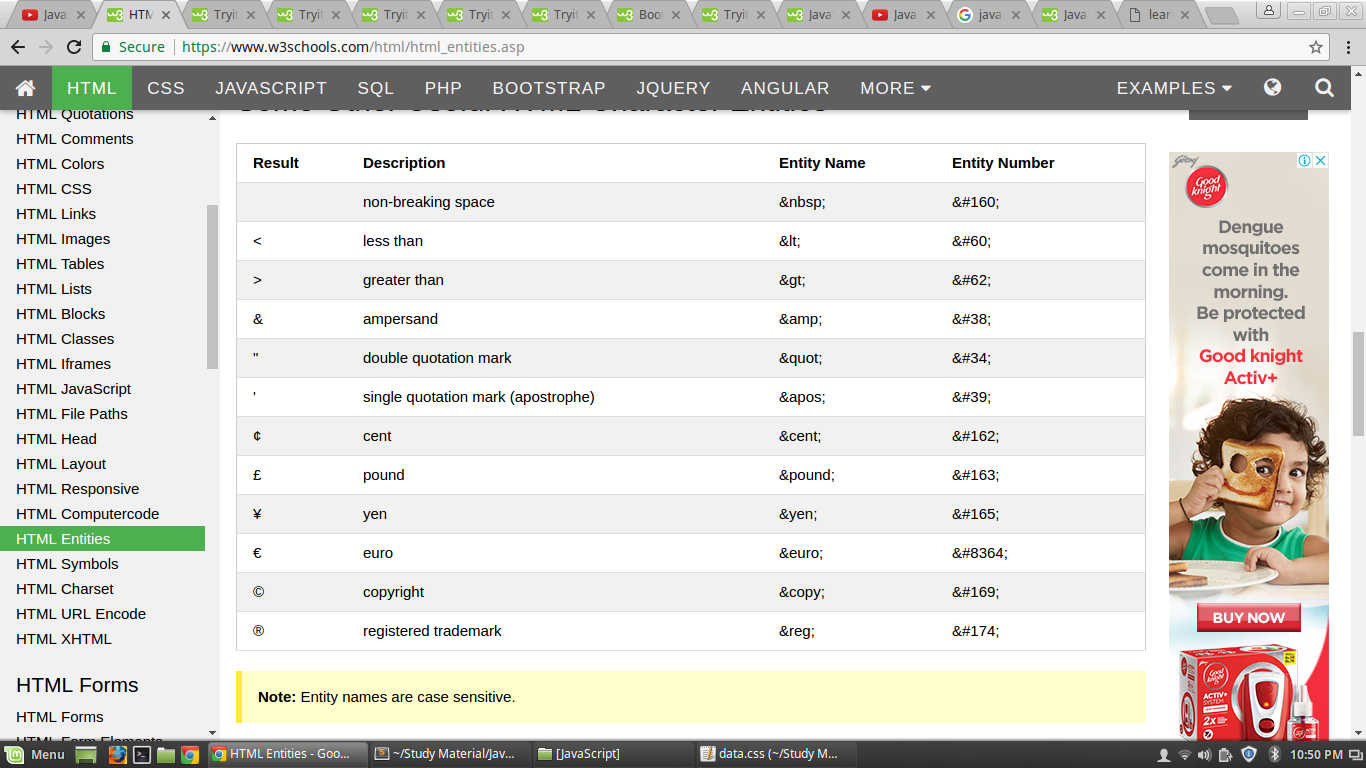 Java
HTM
Tryit
Tryit
Tryit
Tryit
Tryit
Boot
Tryit
Java
Java
java
Java
lear
Secure https://www.w3schools.com/html/html_entities.asp
HTML CSS JAVASCRIPT SQL PHP BOOTSTRAP JQUERY ANGULAR MORE EXAMPLES
HTML Quotations
HTML Comments
HTML Colors
HTML CSS
HTML Links
HTML Images
HTML Tables
HTML Lists
HTML Blocks
HTML Classes
HTML Iframes
HTML JavaScript
HTML File Paths
HTML Head
HTML Layout
HTML Responsive
HTML Computercode
HTML Entities
HTML Symbols
HTML Charset
HTML URL Encode
HTML XHTML
HTML Forms
HTML Forms
HTML Form Elements
Some Other Useful HTML Character Entities
Result Description Entity Name Entity Number
non-breaking space &nbsp; &#160;
< less than &lt; &#60;
> greater than &gt; &#62;
& ampersand &amp; &#38;
" double quotation mark &quot; &#34;
' single quotation mark (apostrophe) &apos; &#39;
¢ cent &cent; &#162;
£ pound &pound; &#163;
¥ yen &yen; &#165;
€ euro &euro; &#8364;
© copyright &copy; &#169;
® registered trademark &reg; &#174;
Note: Entity names are case sensitive.
Godrej
Good
knight
Dengue
mosquitoes
come in the
morning.
Be protected
with
Good knight
Activ+
BUY NOW
Good
knight
ACTIV+
SYSTEM
2x
Menu
HTML Entities - Goo...
~/Study Material/Jav...
[JavaScript]
data.css (~/Study M...
10:50 PM